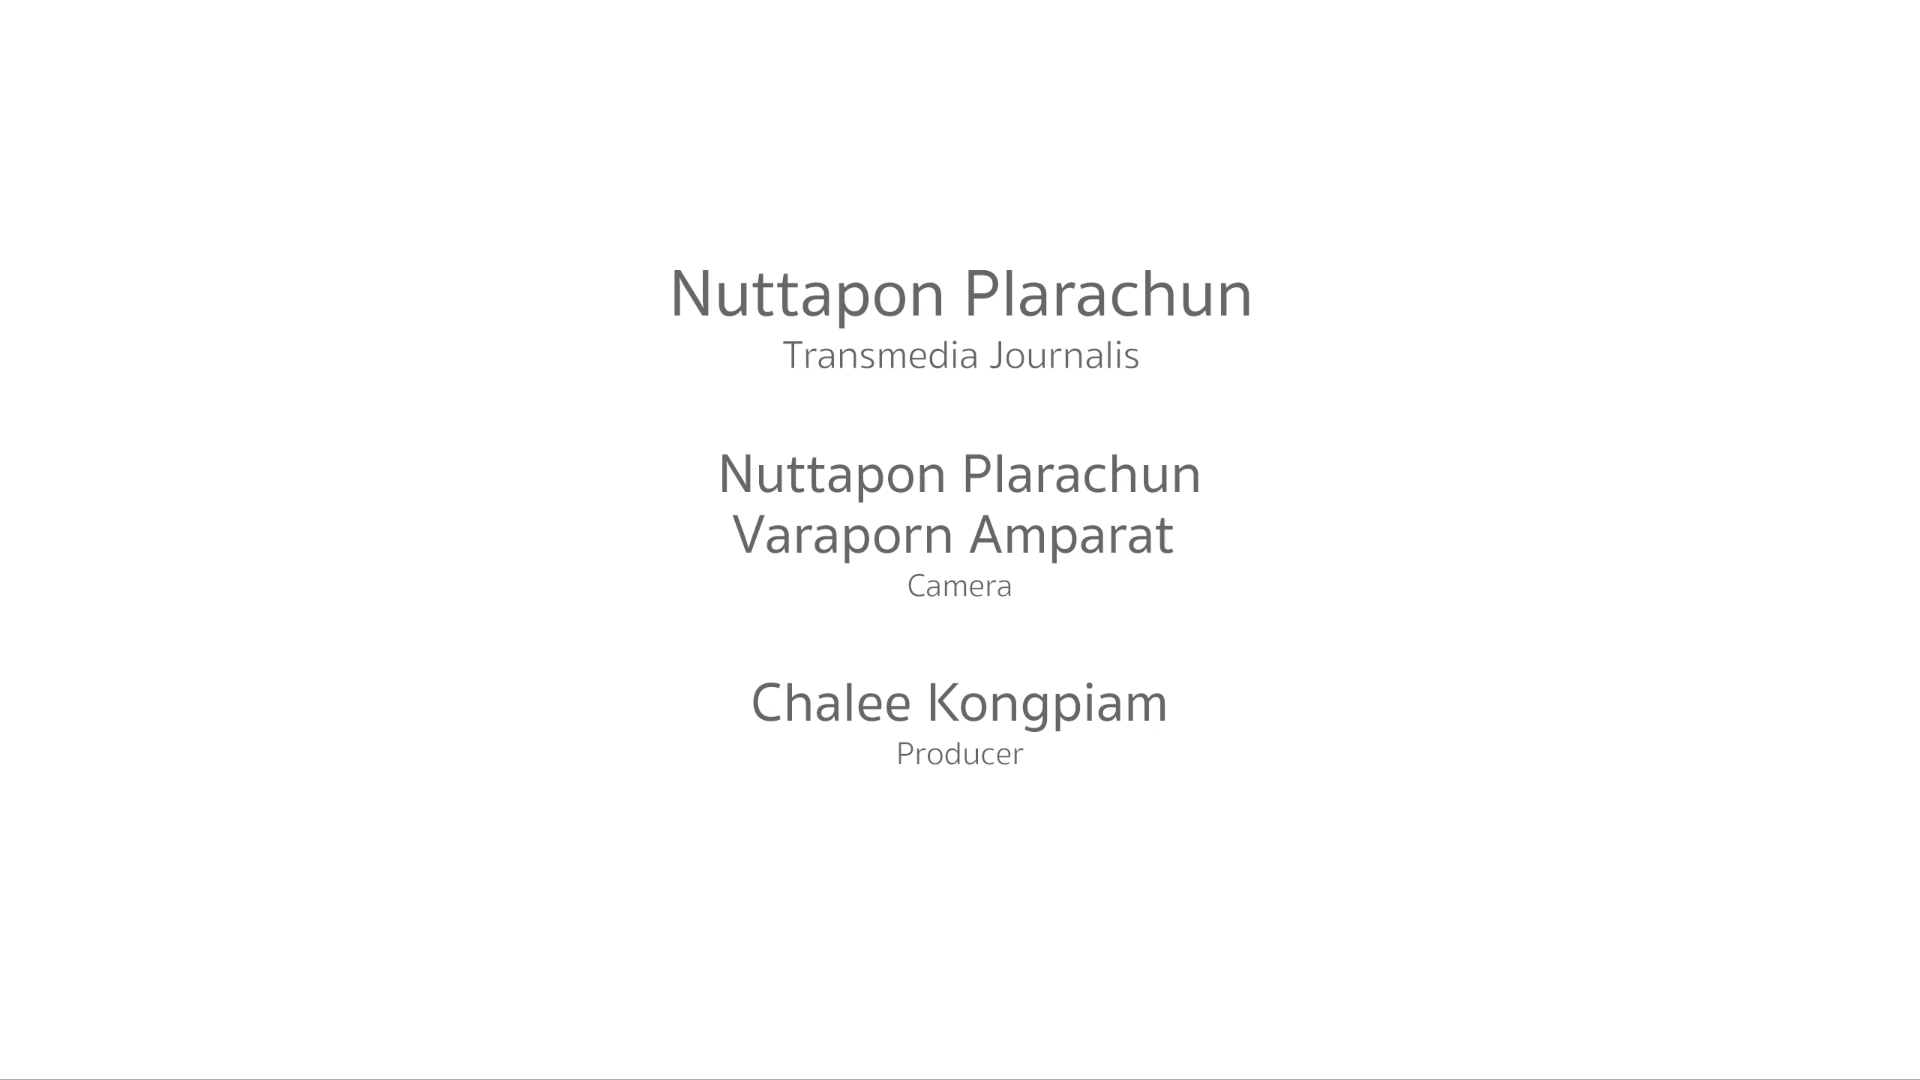 Nuttapon Plarachun
Transmedia Journalis
Nuttapon Plarachun
Varaporn Amparat
Camera
Chalee Kongpiam
Producer